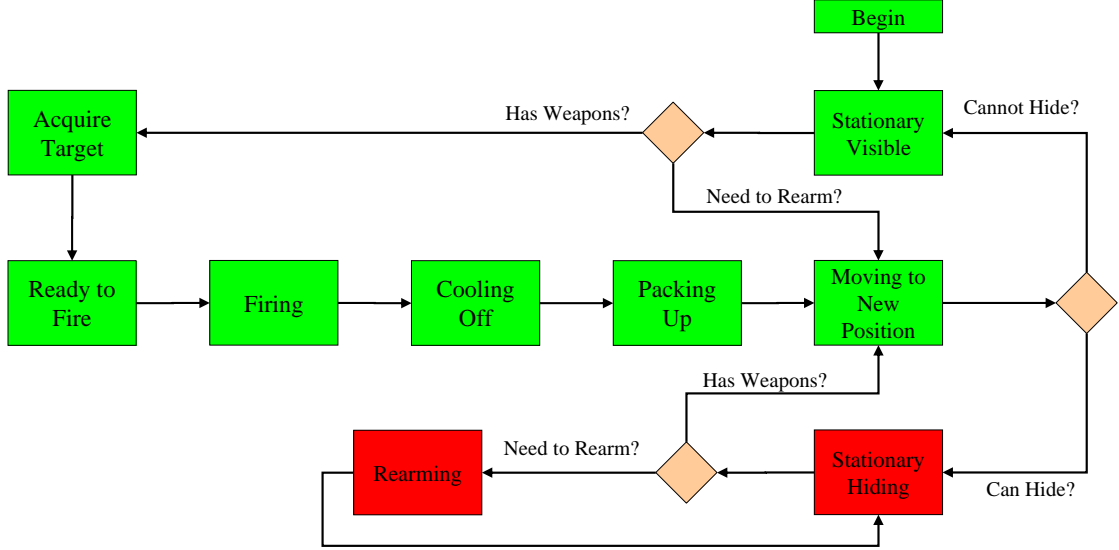 Begin
Has Weapons?
Cannot Hide?
Acquire
Target
Stationary
Visible
Need to Rearm?
Ready to
Fire
Firing
Cooling
Off
Packing
Up
Moving to
New
Position
Has Weapons?
Need to Rearm?
Rearming
Stationary
Hiding
Can Hide?